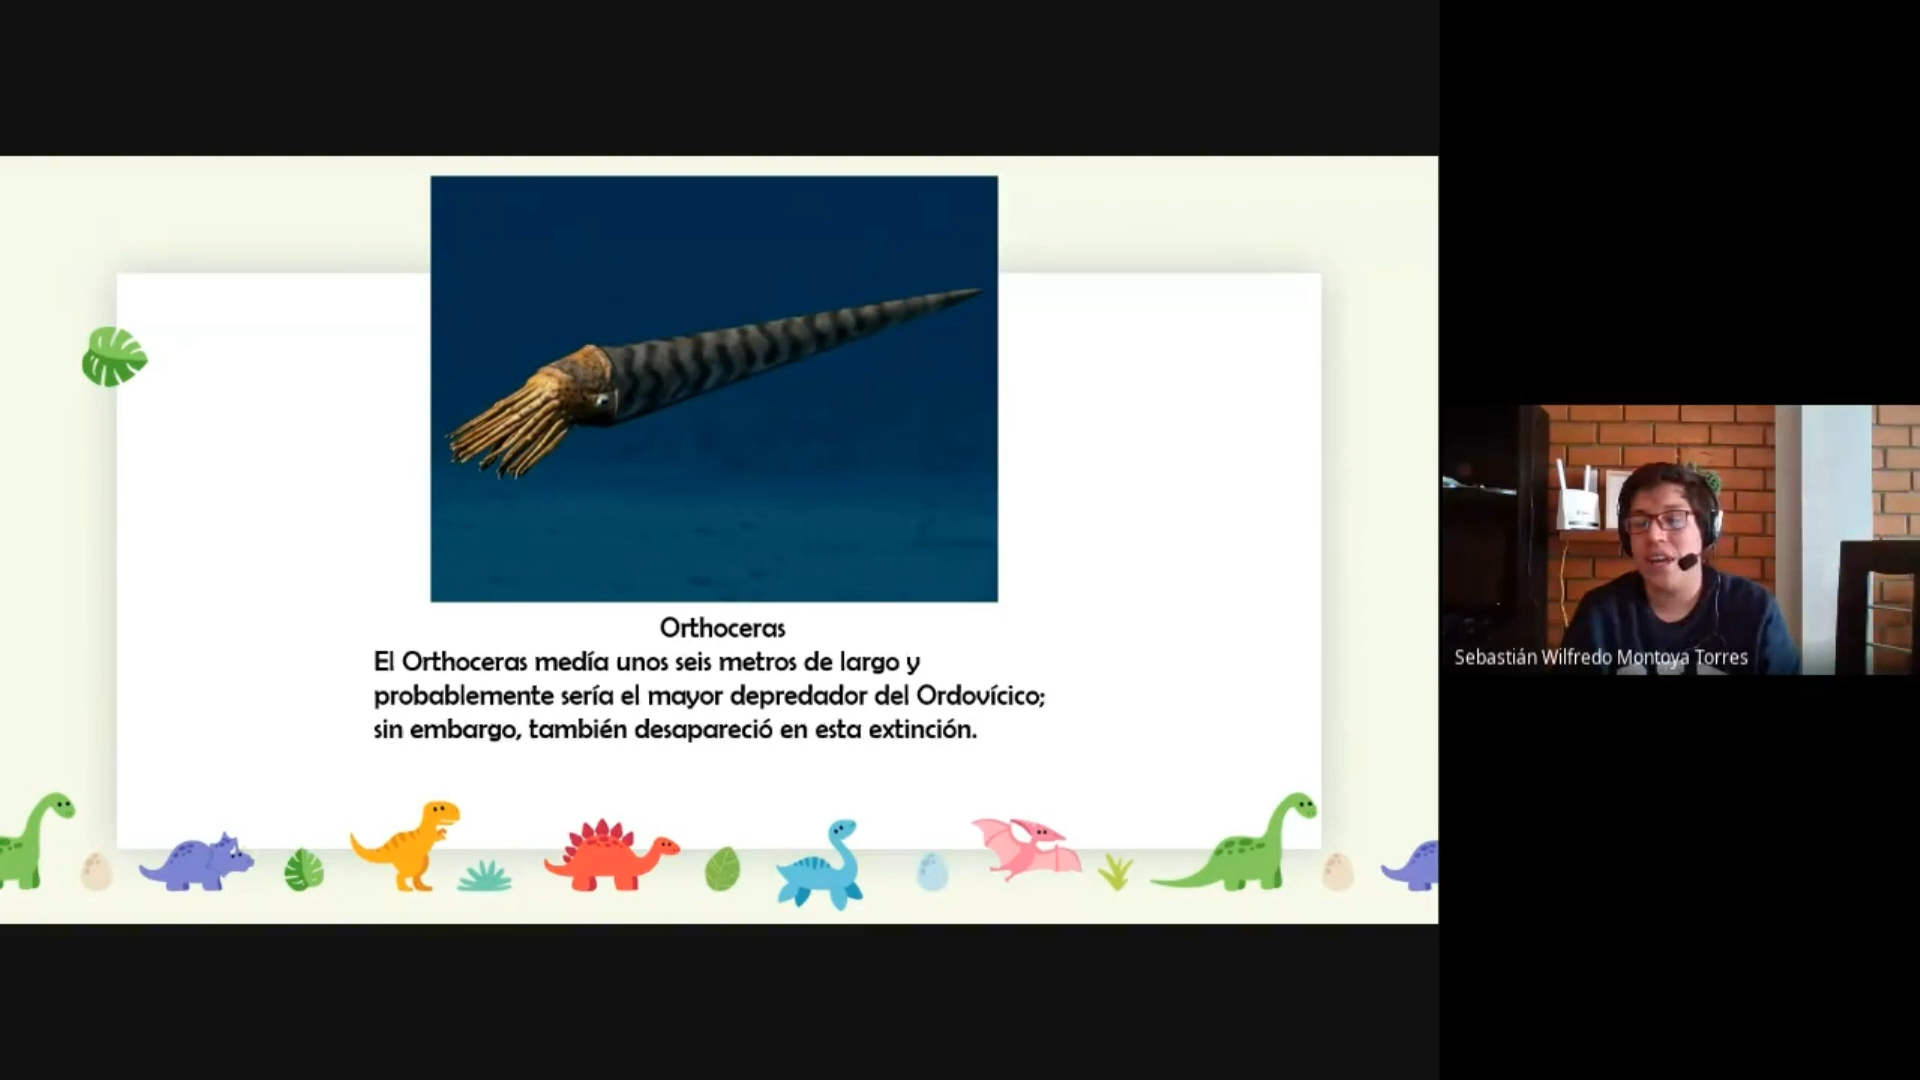 Orthoceras
El Orthoceras medía unos seis metros de largo y
probablemente sería el mayor depredador del Ordovícico;
sin embargo, también desapareció en esta extinción.
Sebastián Wilfredo Montoya Torres